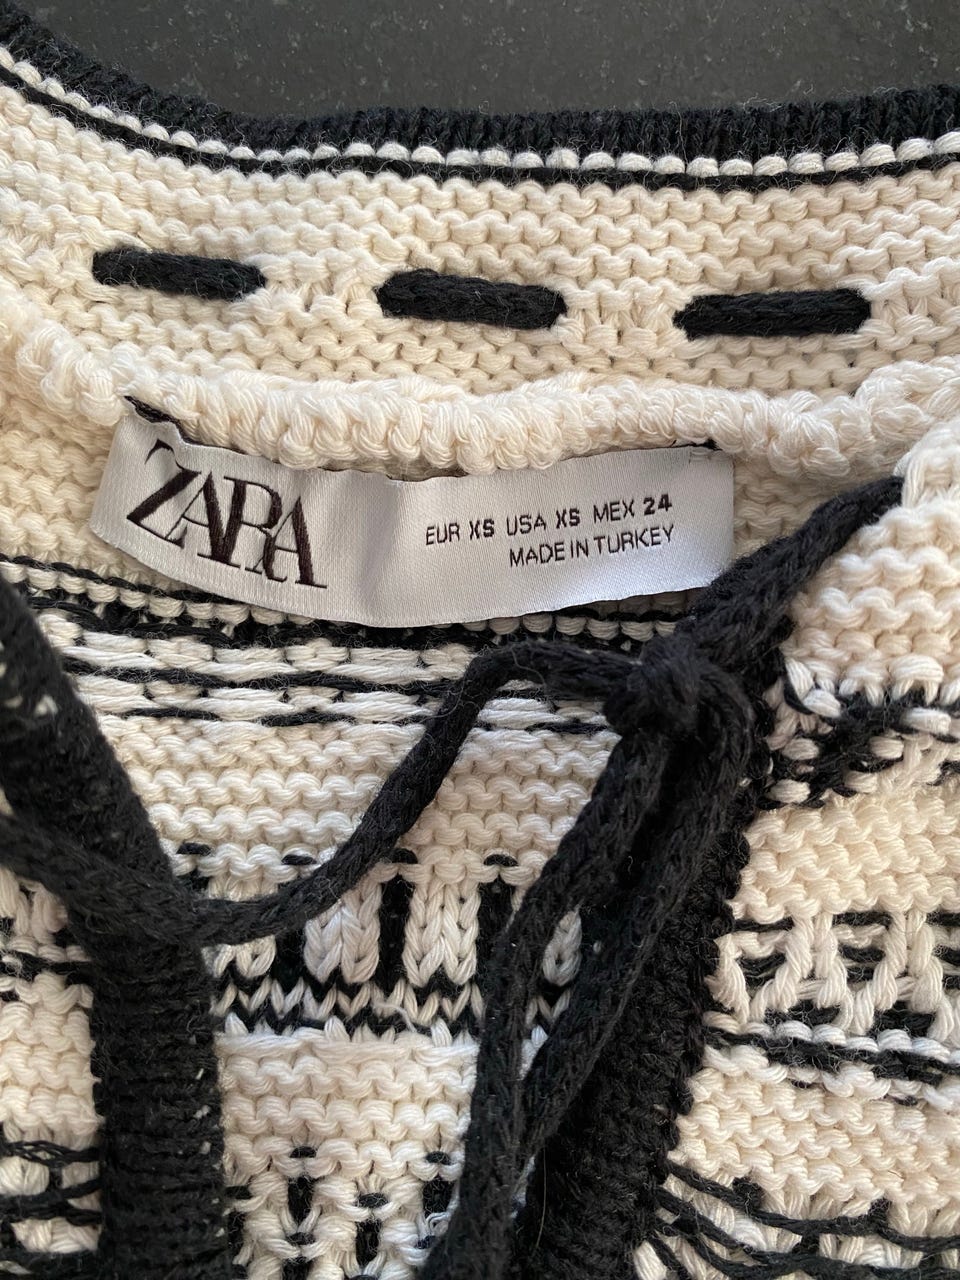 ZARA
EUR XS USA XS MEX 24
MADE IN TURKEY